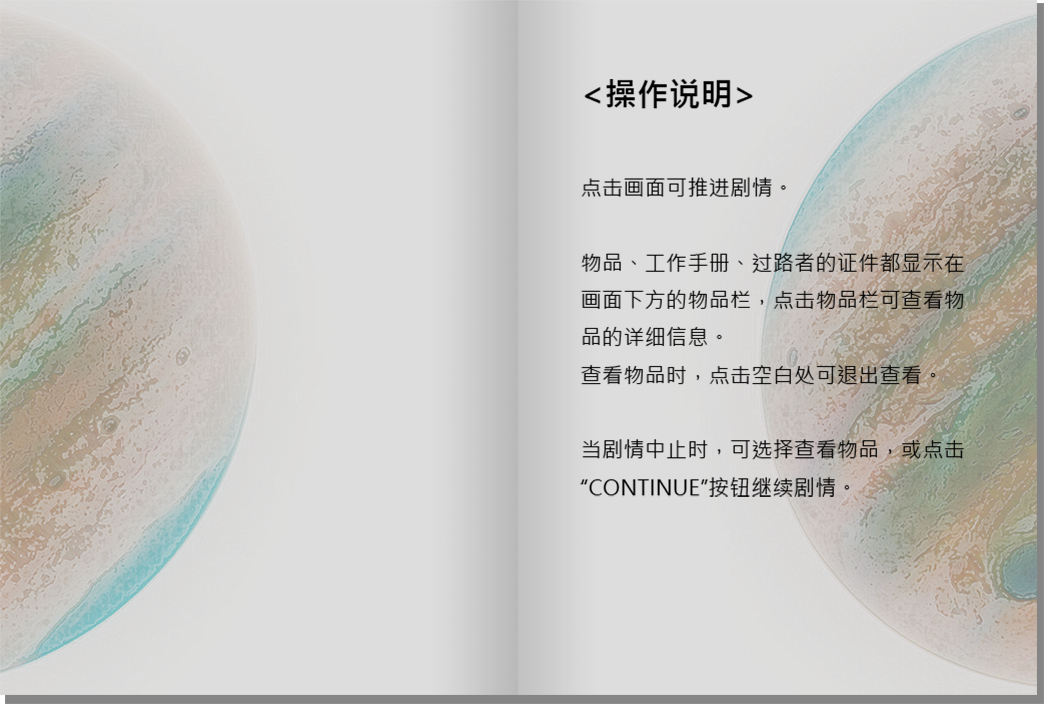 <操作说明>
点击画面可推进剧情。
物品、工作手册、过路者的证件都显示在
画面下方的物品栏，点击物品栏可查看物
品的详细信息。
查看物品时，点击空白处可退出查看。
当剧情中止时，可选择查看物品，或点击
“CONTINUE”按钮继续剧情。